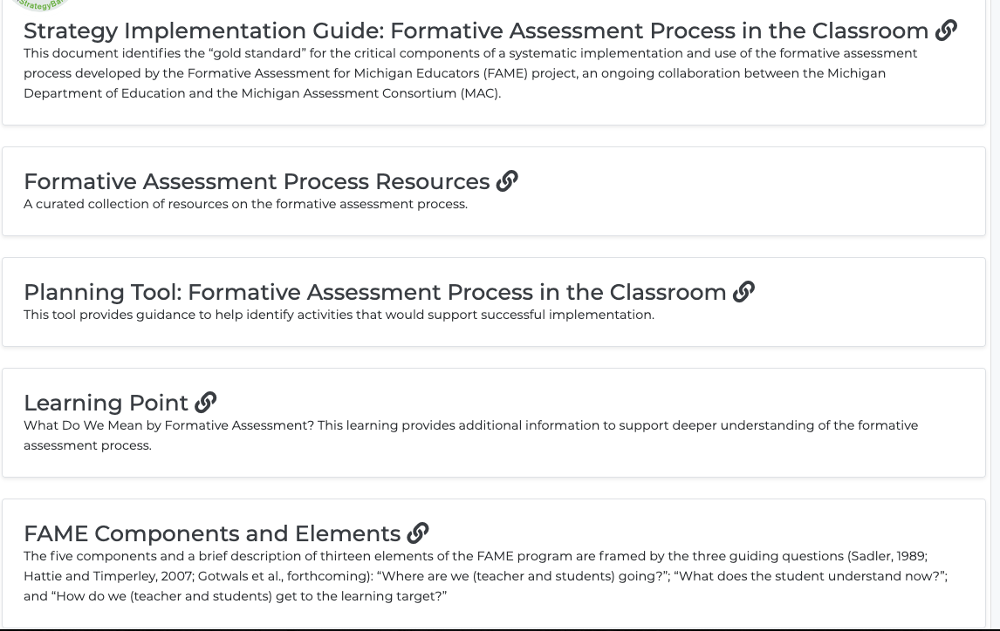 StrategyBa
Strategy Implementation Guide: Formative Assessment Process in the Classroom
This document identifies the “gold standard” for the critical components of a systematic implementation and use of the formative assessment
process developed by the Formative Assessment for Michigan Educators (FAME) project, an ongoing collaboration between the Michigan
Department of Education and the Michigan Assessment Consortium (MAC).
Formative Assessment Process Resources
A curated collection of resources on the formative assessment process.
Planning Tool: Formative Assessment Process in the Classroom
This tool provides guidance to help identify activities that would support successful implementation.
Learning Point
What Do We Mean by Formative Assessment? This learning provides additional information to support deeper understanding of the formative
assessment process.
FAME Components and Elements
The five components and a brief description of thirteen elements of the FAME program are framed by the three guiding questions (Sadler, 1989;
Hattie and Timperley, 2007; Gotwals et al., forthcoming): “Where are we (teacher and students) going?”; “What does the student understand now?”;
and “How do we (teacher and students) get to the learning target?”